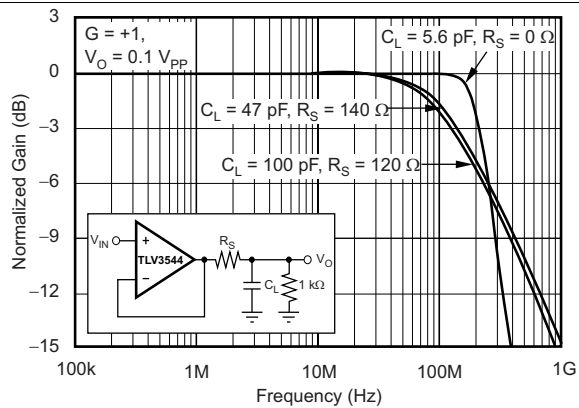 3
0
−3
−6
−9
−12
−15
Normalized Gain (dB)
G = +1,
V_O = 0.1 V_PP
C_L = 5.6 pF, R_S = 0 Ω
C_L = 47 pF, R_S = 140 Ω
C_L = 100 pF, R_S = 120 Ω
V_IN
+
−
TLV3544
R_S
V_O
C_L
1 kΩ
100k
1M
10M
100M
1G
Frequency (Hz)